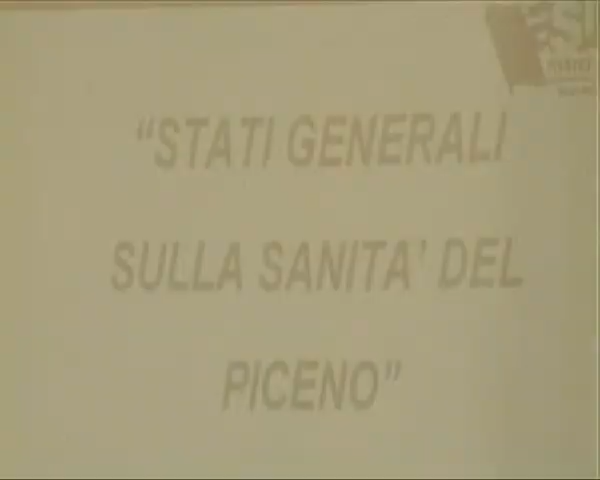 “STATI GENERALI
SULLA SANITA’ DEL
PICENO”